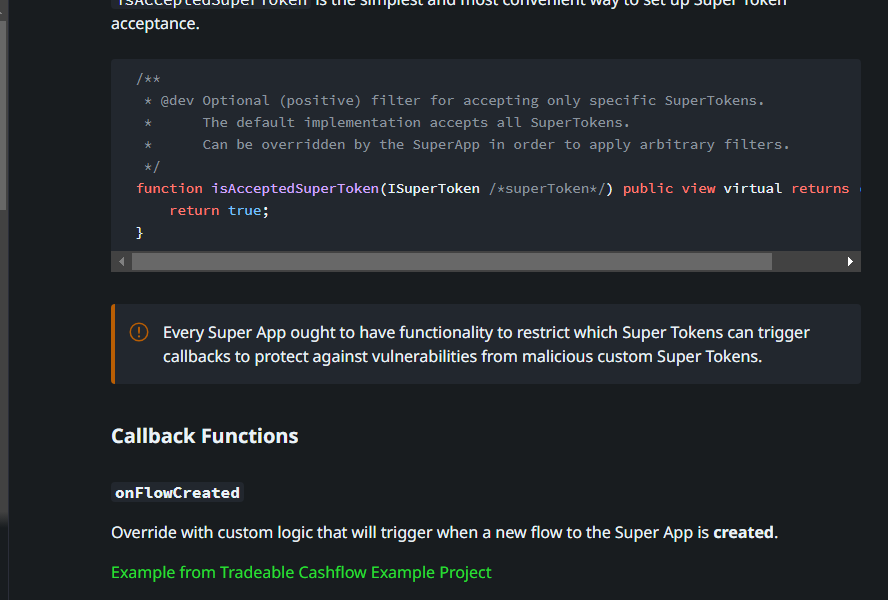 isAcceptedSuperToken is the simplest and most convenient way to set up Super Token
acceptance.
/**
* @dev Optional (positive) filter for accepting only specific SuperTokens.
* The default implementation accepts all SuperTokens.
* Can be overridden by the SuperApp in order to apply arbitrary filters.
*/
function isAcceptedSuperToken(ISuperToken /*superToken*/) public view virtual returns (
return true;
}
Every Super App ought to have functionality to restrict which Super Tokens can trigger
callbacks to protect against vulnerabilities from malicious custom Super Tokens.
Callback Functions
onFlowCreated
Override with custom logic that will trigger when a new flow to the Super App is created.
Example from Tradeable Cashflow Example Project